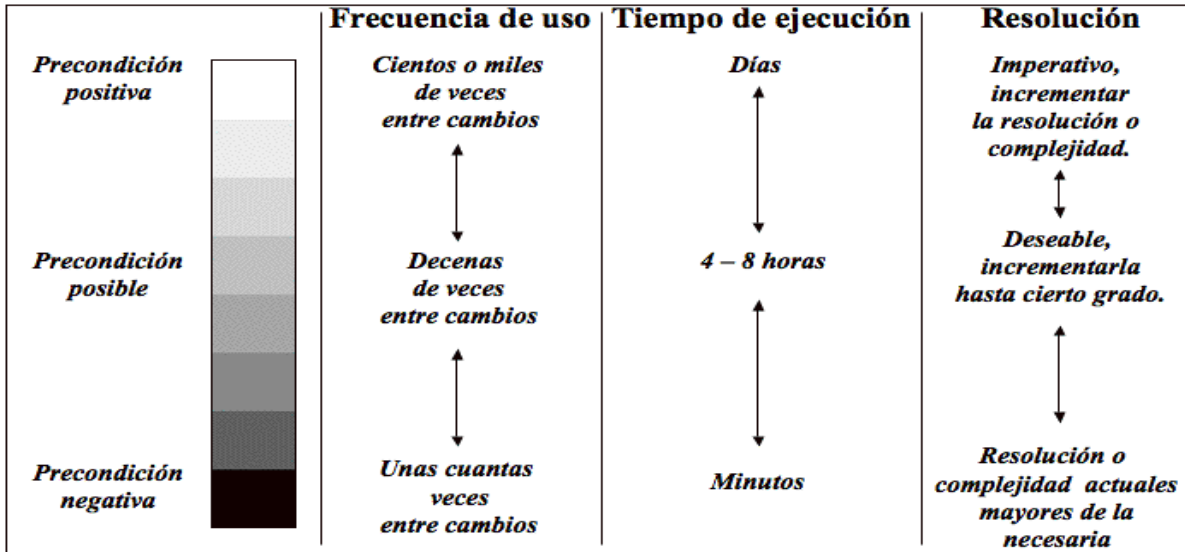 Frecuencia de uso
Tiempo de ejecución
Resolución
Precondición
positiva
Cientos o miles
de veces
entre cambios
Días
Imperativo,
incrementar
la resolución o
complejidad.
Precondición
posible
Decenas
de veces
entre cambios
4 – 8 horas
Deseable,
incrementarla
hasta cierto grado.
Precondición
negativa
Unas cuantas
veces
entre cambios
Minutos
Resolución o
complejidad actuales
mayores de la
necesaria